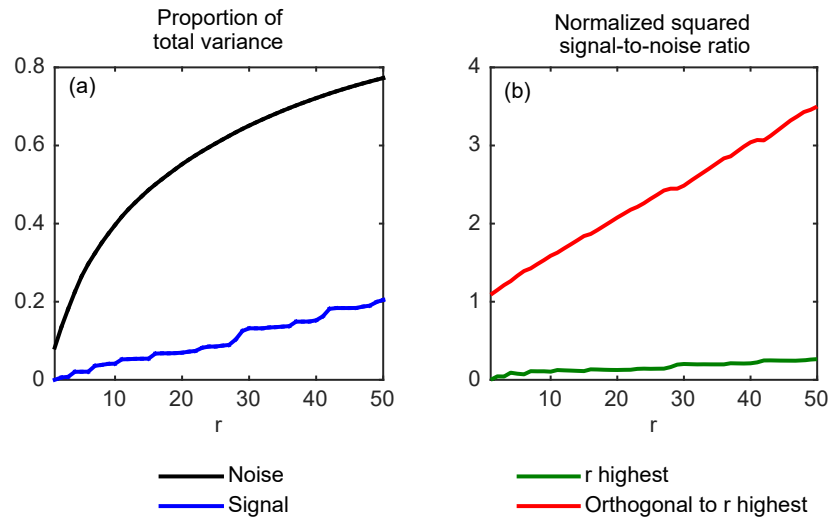 Proportion of
total variance
(a)
0.8
0.6
0.4
0.2
0
10 20 30 40 50
r
Normalized squared
signal-to-noise ratio
(b)
4
3
2
1
0
10 20 30 40 50
r
Noise
Signal
r highest
Orthogonal to r highest